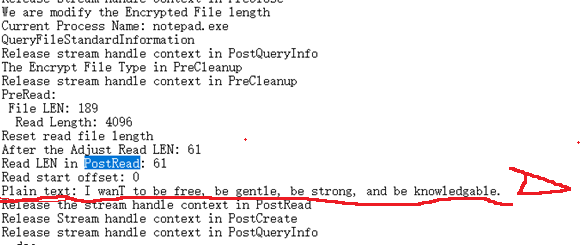 Release Stream handle context in PreClose
We are modify the Encrypted File length
Current Process Name: notepad.exe
QueryFileStandardInformation
Release stream handle context in PostQueryInfo
The Encrypt File Type in PreCleanup
Release stream handle context in PreCleanup
PreRead:
File LEN: 189
Read Length: 4096
Reset read file length
After the Adjust Read LEN: 61
Read LEN in PostRead: 61
Read start offset: 0
Plain text: I wanT to be free, be gentle, be strong, and be knowledgable.
Release the stream handle context in PostRead
Release Stream handle context in PostCreate
Release stream handle context in PostQueryInfo